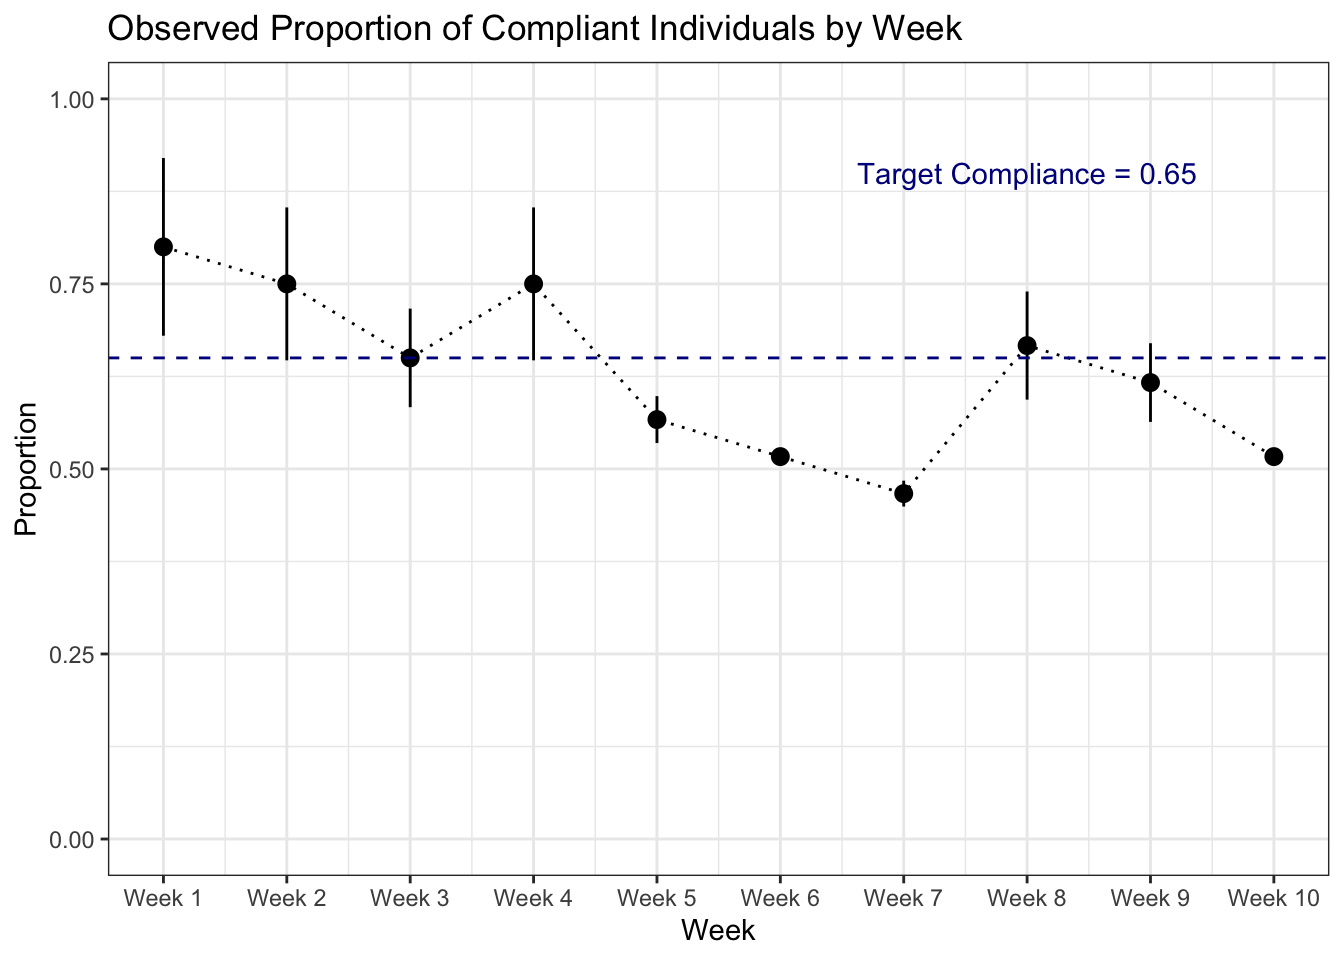 Observed Proportion of Compliant Individuals by Week
1.00
Target Compliance = 0.65
0.75
Proportion
0.50
0.25
0.00
Week 1 Week 2 Week 3 Week 4 Week 5 Week 6 Week 7 Week 8 Week 9 Week 10
Week